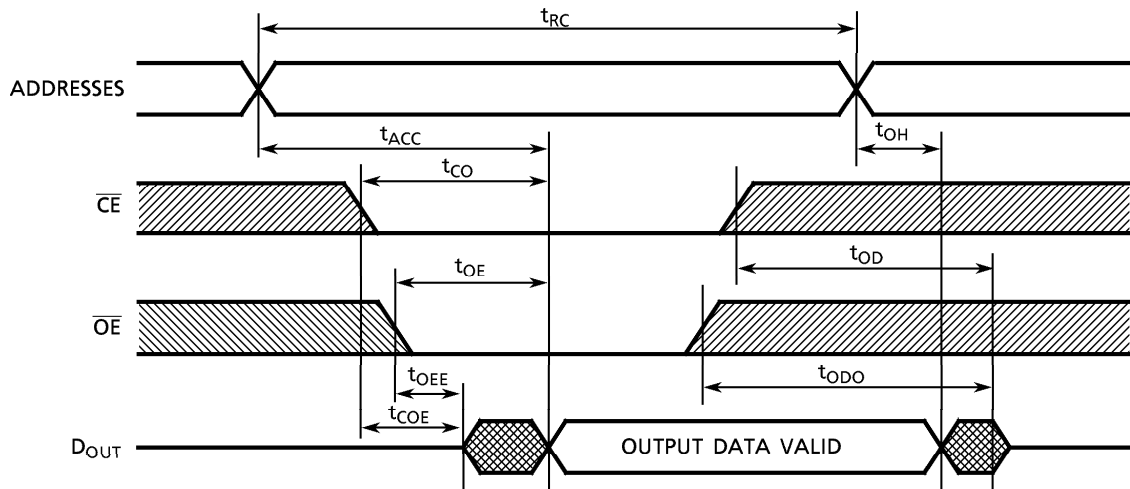 tRC
ADDRESSES
tACC
tOH
tCO
CE
tOD
tOE
OE
tOEE
tODO
tCOE
DOUT OUTPUT DATA VALID